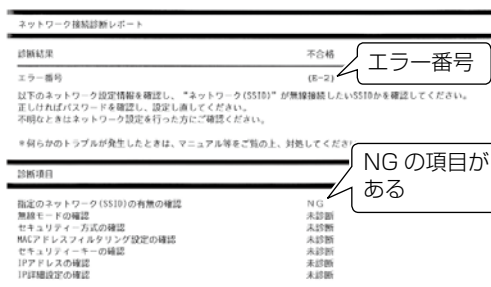 ネットワーク接続診断レポート
診断結果 不合格
エラー番号 (E-2)
エラー番号
以下のネットワーク設定情報を確認し、“ネットワーク(SSID)”が無線接続したいSSIDかを確認してください。
正しければパスワードを確認し、設定し直してください。
不明なときはネットワーク設定を行った方にご確認ください。
*何らかのトラブルが発生したときは、マニュアル等をご覧の上、対処してくださ
NGの項目が
ある
診断項目
指定のネットワーク(SSID)の有無の確認 NG
無線モードの確認 未診断
セキュリティー方式の確認 未診断
MACアドレスフィルタリング設定の確認 未診断
セキュリティーキーの確認 未診断
IPアドレスの確認 未診断
IP詳細設定の確認 未診断